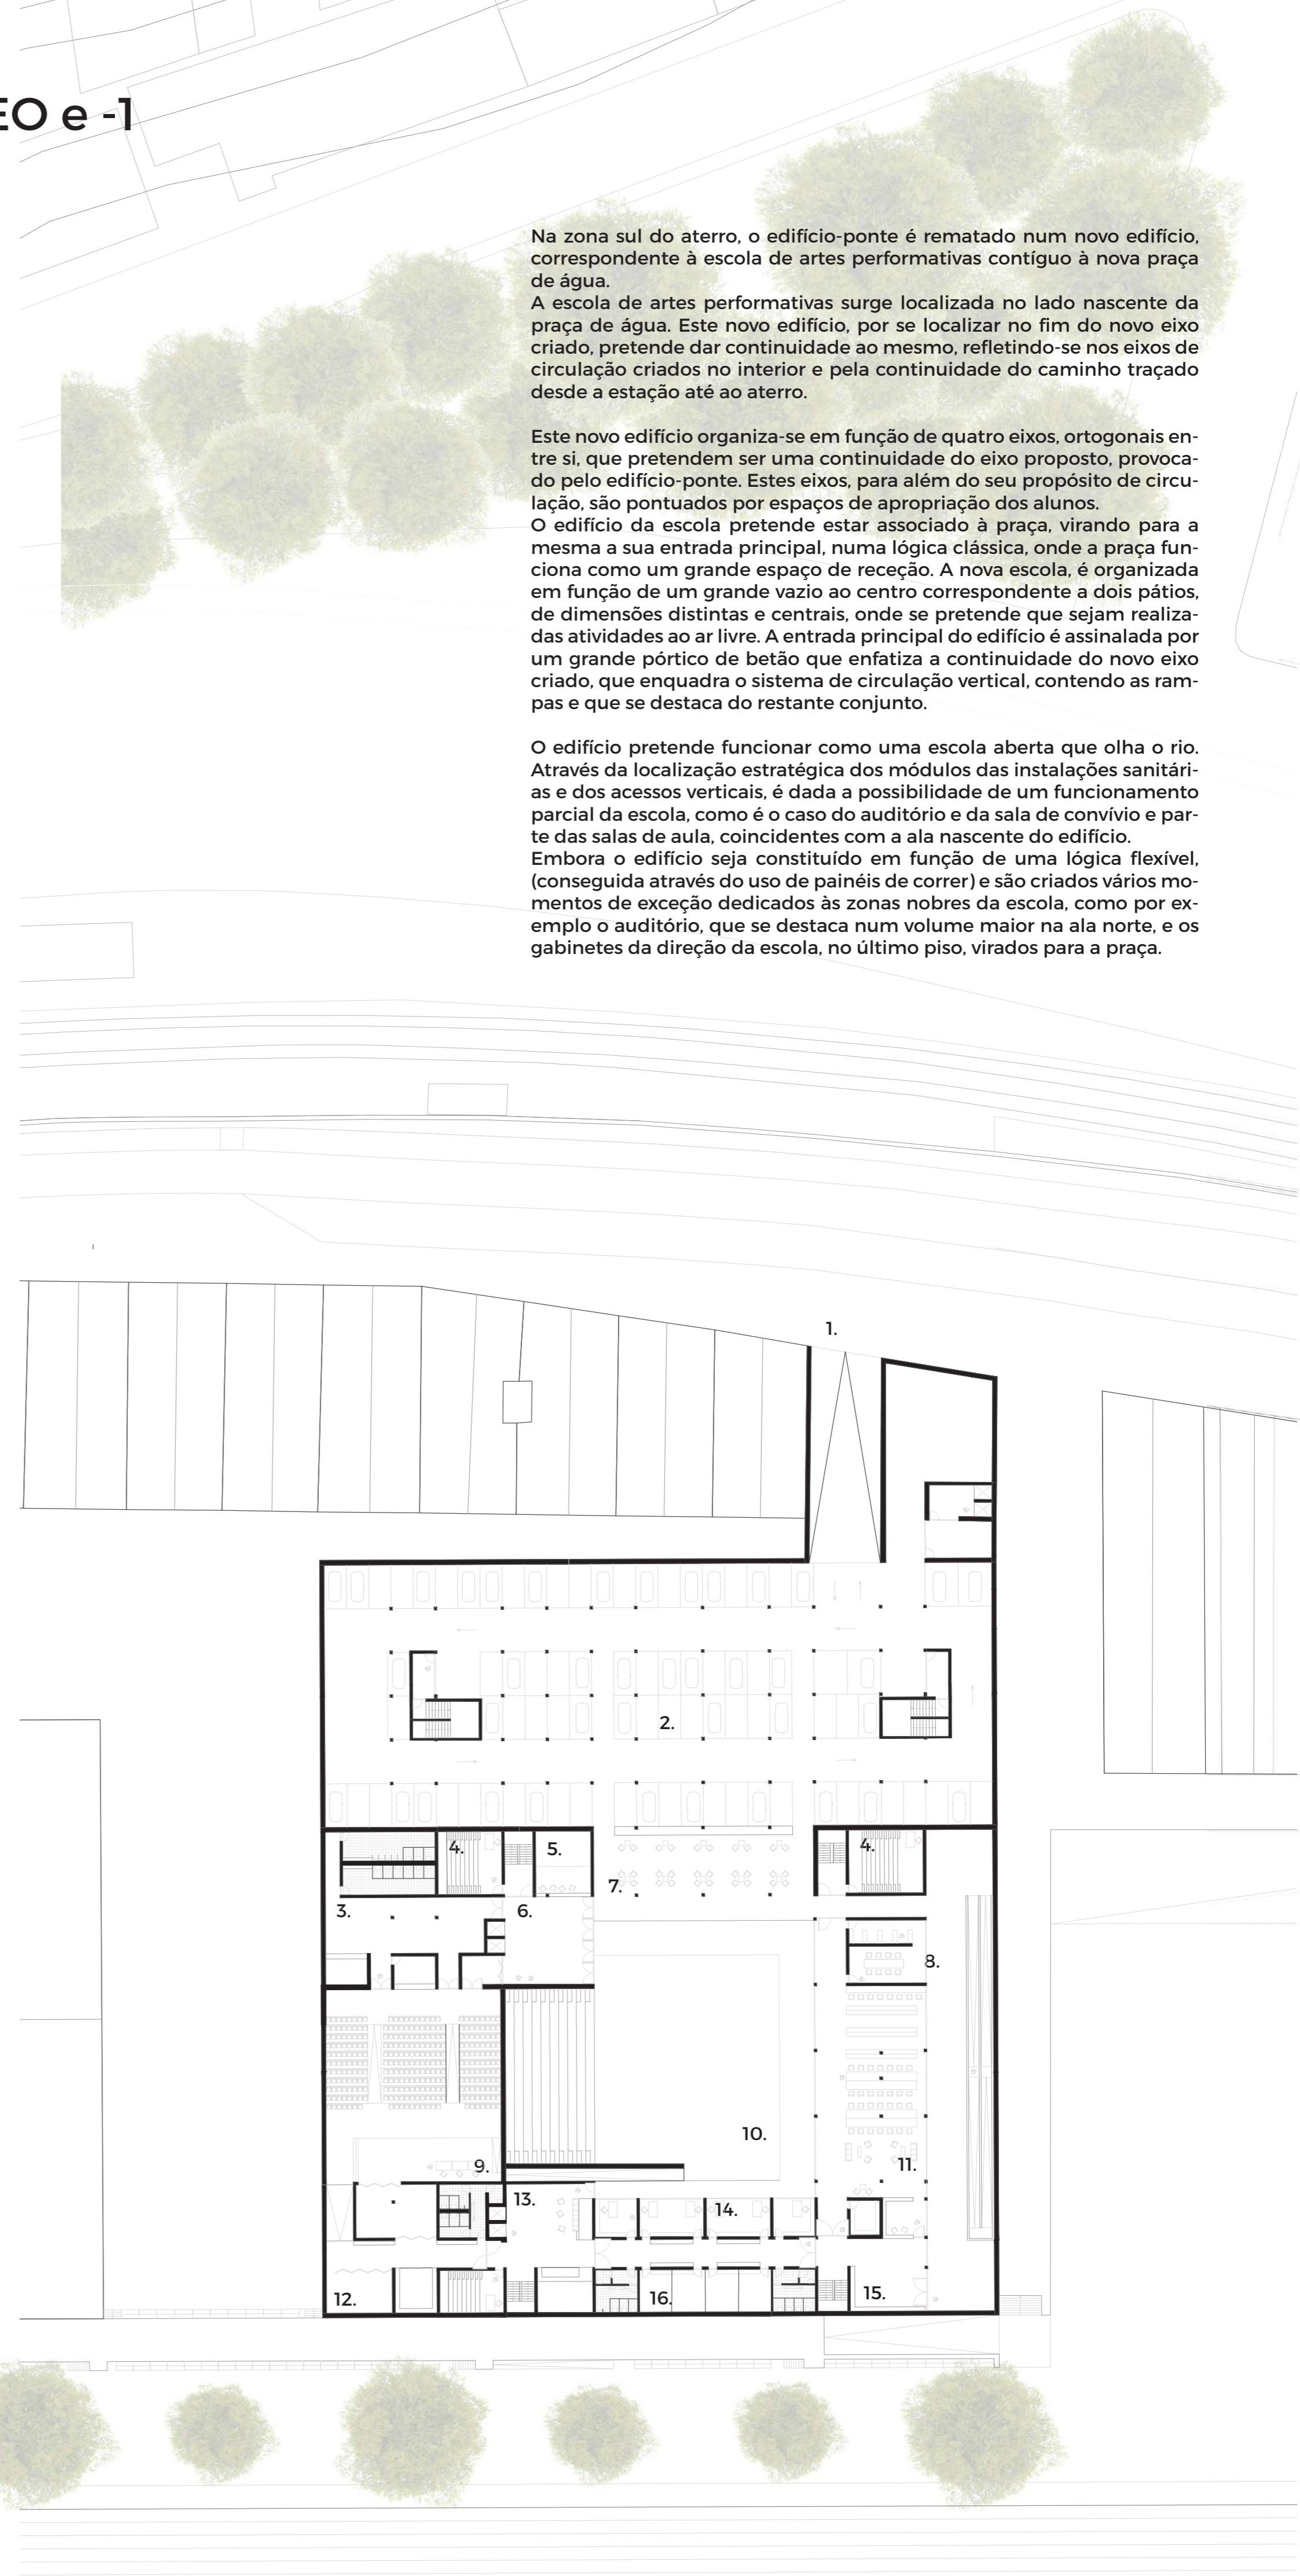 EO e -1
Na zona sul do aterro, o edifício-ponte é rematado num novo edifício,
correspondente à escola de artes performativas contíguo à nova praça
de água.
A escola de artes performativas surge localizada no lado nascente da
praça de água. Este novo edifício, por se localizar no fim do novo eixo
criado, pretende dar continuidade ao mesmo, refletindo-se nos eixos de
circulação criados no interior e pela continuidade do caminho traçado
desde a estação até ao aterro.
Este novo edifício organiza-se em função de quatro eixos, ortogonais en-
tre si, que pretendem ser uma continuidade do eixo proposto, provoca-
do pelo edifício-ponte. Estes eixos, para além do seu propósito de circu-
lação, são pontuados por espaços de apropriação dos alunos.
O edifício da escola pretende estar associado à praça, virando para a
mesma a sua entrada principal, numa lógica clássica, onde a praça fun-
ciona como um grande espaço de receção. A nova escola, é organizada
em função de um grande vazio ao centro correspondente a dois pátios,
de dimensões distintas e centrais, onde se pretende que sejam realiza-
das atividades ao ar livre. A entrada principal do edifício é assinalada por
um grande pórtico de betão que enfatiza a continuidade do novo eixo
criado, que enquadra o sistema de circulação vertical, contendo as ram-
pas e que se destaca do restante conjunto.
O edifício pretende funcionar como uma escola aberta que olha o rio.
Através da localização estratégica dos módulos das instalações sanitári-
as e dos acessos verticais, é dada a possibilidade de um funcionamento
parcial da escola, como é o caso do auditório e da sala de convívio e par-
te das salas de aula, coincidentes com a ala nascente do edifício.
Embora o edifício seja constituído em função de uma lógica flexível,
(conseguida através do uso de painéis de correr) e são criados vários mo-
mentos de exceção dedicados às zonas nobres da escola, como por ex-
emplo o auditório, que se destaca num volume maior na ala norte, e os
gabinetes da direção da escola, no último piso, virados para a praça.
1.
2.
4.
5.
4.
7.
3.
6.
8.
10.
9.
11.
13.
14.
12.
16.
15.